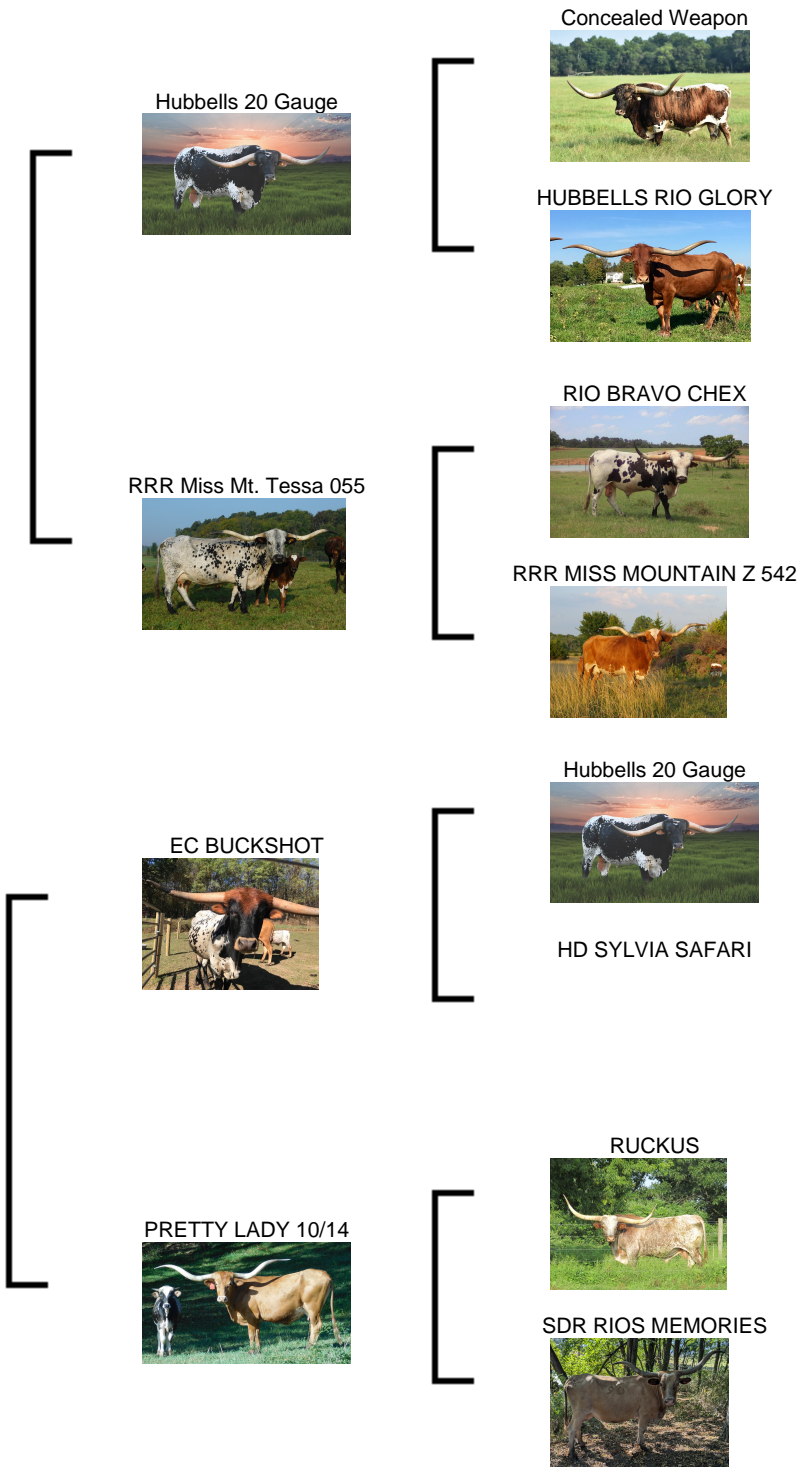 Concealed Weapon
Hubbells 20 Gauge
HUBBELLS RIO GLORY
RIO BRAVO CHEX
RRR Miss Mt. Tessa 055
RRR MISS MOUNTAIN Z 542
Hubbells 20 Gauge
EC BUCKSHOT
HD SYLVIA SAFARI
RUCKUS
PRETTY LADY 10/14
SDR RIOS MEMORIES